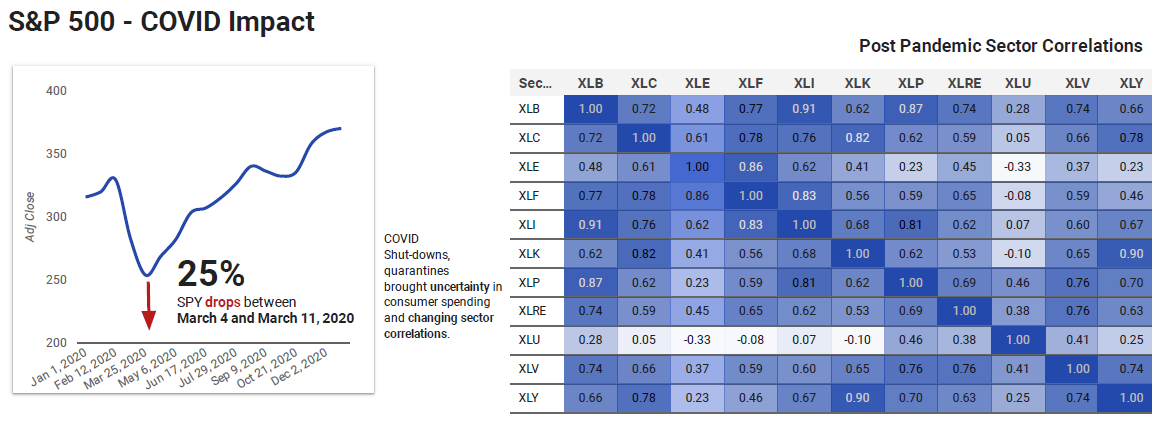 S&P 500 - COVID Impact
Post Pandemic Sector Correlations
400
350
300
250
200
Adj Close
25%
SPY drops between
March 4 and March 11, 2020
Jan 1, 2020
Feb 12, 2020
Mar 25, 2020
May 6, 2020
Jun 17, 2020
Jul 29, 2020
Sep 9, 2020
Oct 21, 2020
Dec 2, 2020
COVID
Shut-downs,
quarantines
brought uncertainty in
consumer spending
and changing sector
correlations.
Sec... XLB XLC XLE XLF XLI XLK XLP XLRE XLU XLV XLY
XLB 1.00 0.72 0.48 0.77 0.91 0.62 0.87 0.74 0.28 0.74 0.66
XLC 0.72 1.00 0.61 0.78 0.76 0.82 0.62 0.59 0.05 0.66 0.78
XLE 0.48 0.61 1.00 0.86 0.62 0.41 0.23 0.45 -0.33 0.37 0.23
XLF 0.77 0.78 0.86 1.00 0.83 0.56 0.59 0.65 -0.08 0.59 0.46
XLI 0.91 0.76 0.62 0.83 1.00 0.68 0.81 0.62 0.07 0.60 0.67
XLK 0.62 0.82 0.41 0.56 0.68 1.00 0.62 0.53 -0.10 0.65 0.90
XLP 0.87 0.62 0.23 0.59 0.81 0.62 1.00 0.69 0.46 0.76 0.70
XLRE 0.74 0.59 0.45 0.65 0.62 0.53 0.69 1.00 0.38 0.76 0.63
XLU 0.28 0.05 -0.33 -0.08 0.07 -0.10 0.46 0.38 1.00 0.41 0.25
XLV 0.74 0.66 0.37 0.59 0.60 0.65 0.76 0.76 0.41 1.00 0.74
XLY 0.66 0.78 0.23 0.46 0.67 0.90 0.70 0.63 0.25 0.74 1.00